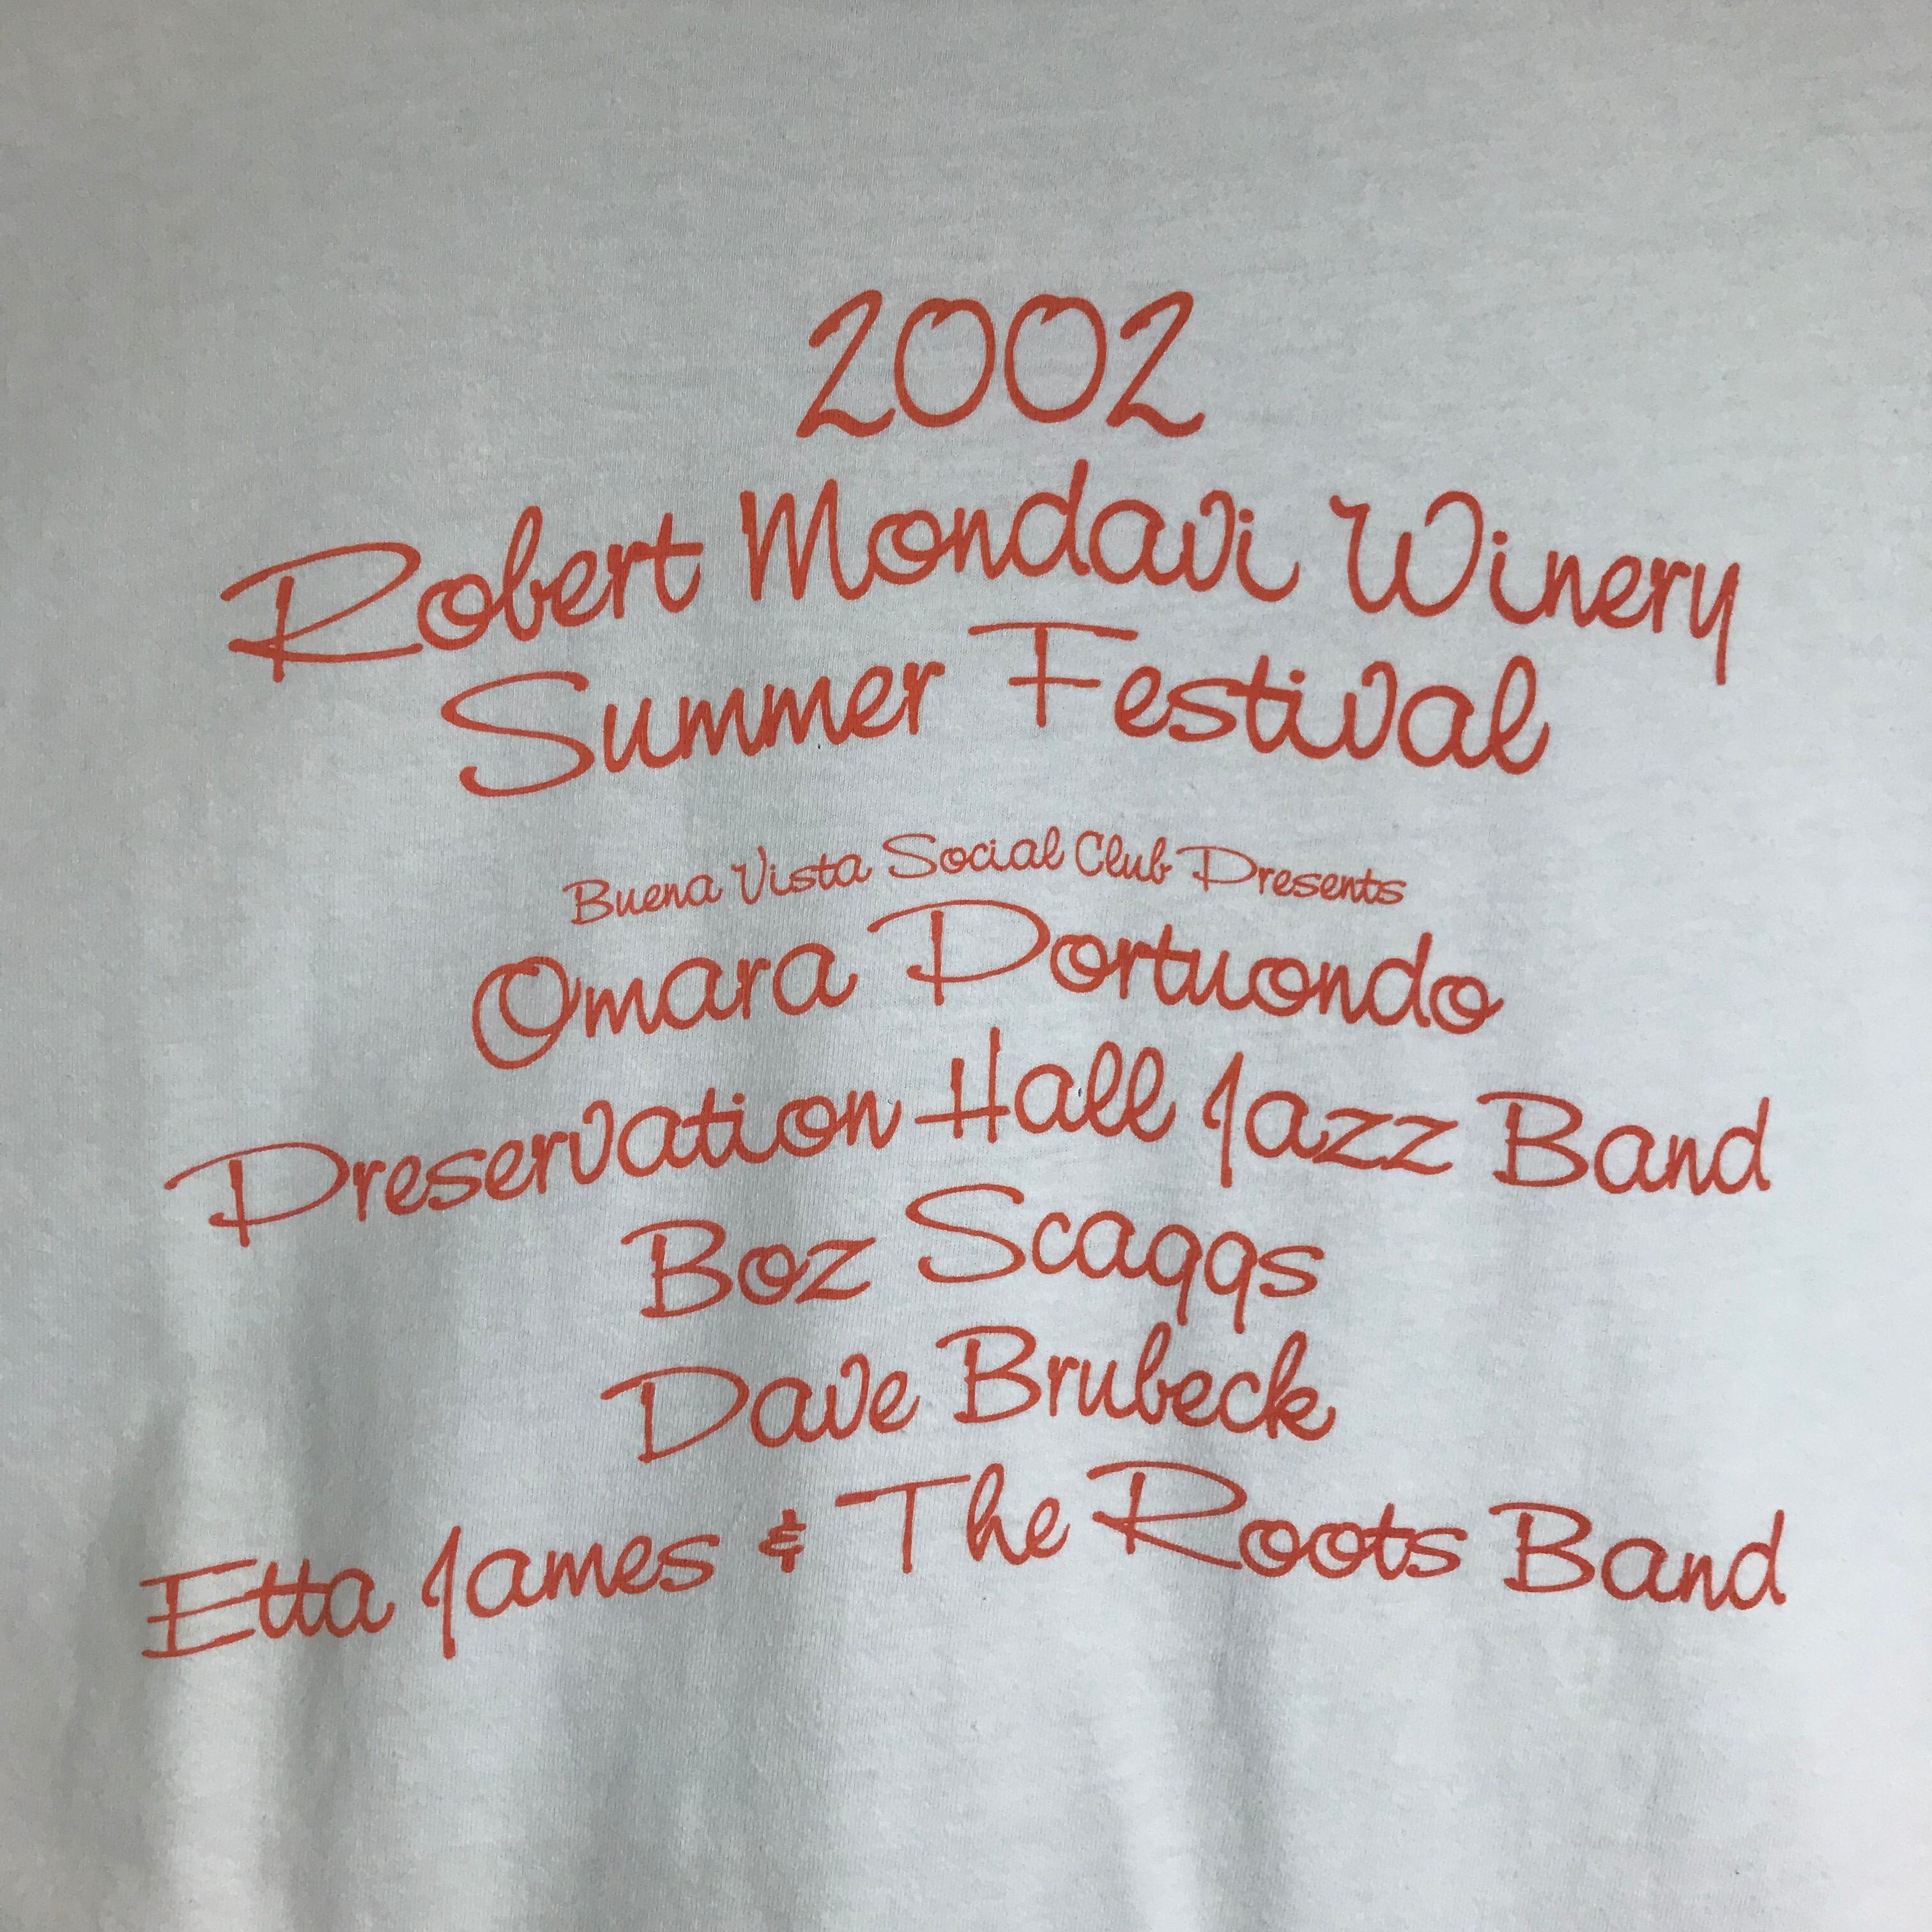 2002
Robert Mondavi Winery
Summer Festival
Buena Vista Social Club Presents
Omara Portuondo
Preservation Hall Jazz Band
Boz Scaggs
Dave Brubeck
Etta James & The Roots Band